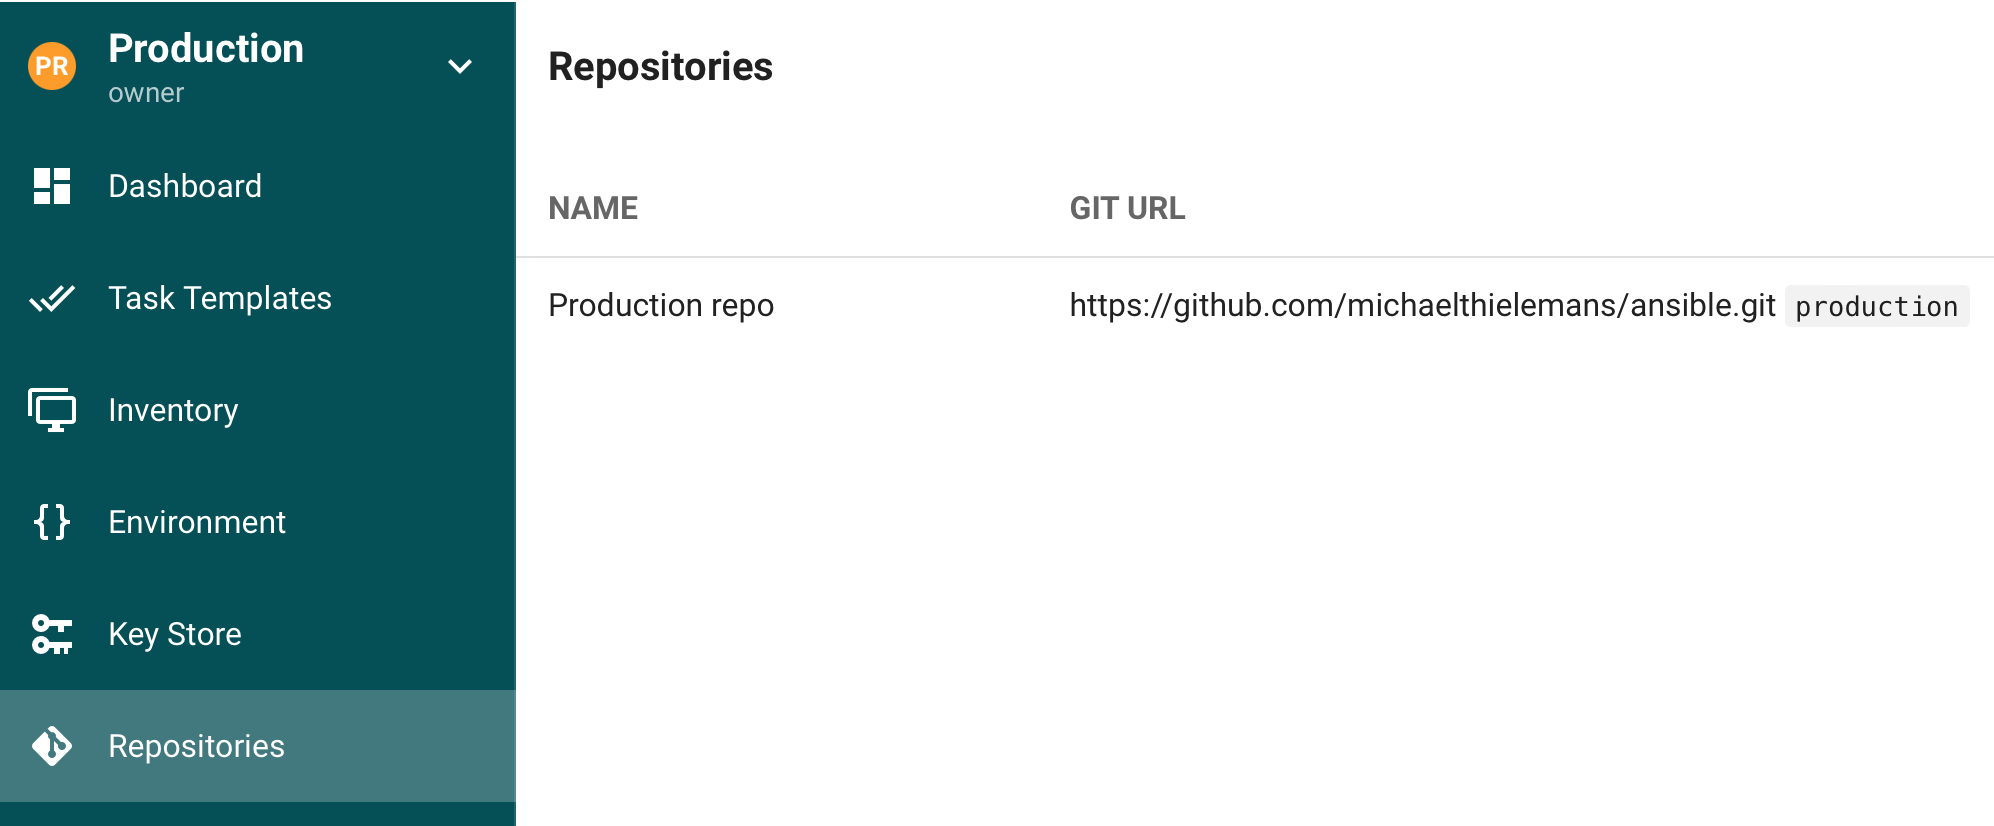 PR
Production
owner
Dashboard
Task Templates
Inventory
Environment
Key Store
Repositories
Repositories
NAME GIT URL
Production repo https://github.com/michaelthielemans/ansible.git production